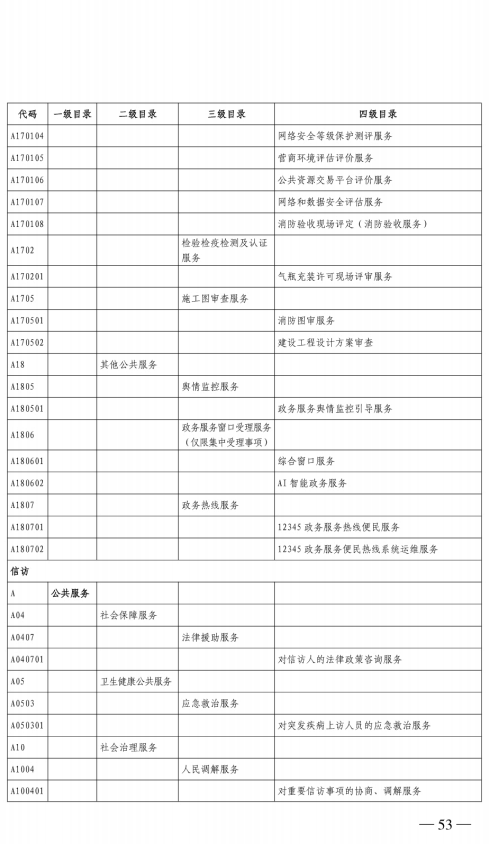 代码 一级目录 二级目录 三级目录 四级目录
A170104 网络安全等级保护测评服务
A170105 营商环境评估评价服务
A170106 公共资源交易平台评价服务
A170107 网络和数据安全评估服务
A170108 消防验收现场评定（消防验收服务）
A1702 检验检疫检测及认证
服务
A170201 气瓶充装许可现场评审服务
A1705 施工图审查服务
A170501 消防图审服务
A170502 建设工程设计方案审查
A18 其他公共服务
A1805 舆情监控服务
A180501 政务服务舆情监控引导服务
A1806 政务服务窗口受理服务
（仅限集中受理事项）
A180601 综合窗口服务
A180602 AI智能政务服务
A1807 政务热线服务
A180701 12345政务服务热线便民服务
A180702 12345政务服务便民热线系统运维服务
信访
A 公共服务
A04 社会保障服务
A0407 法律援助服务
A040701 对信访人的法律政策咨询服务
A05 卫生健康公共服务
A0503 应急救治服务
A050301 对突发疾病上访人员的应急救治服务
A10 社会治理服务
A1004 人民调解服务
A100401 对重要信访事项的协商、调解服务
— 53 —